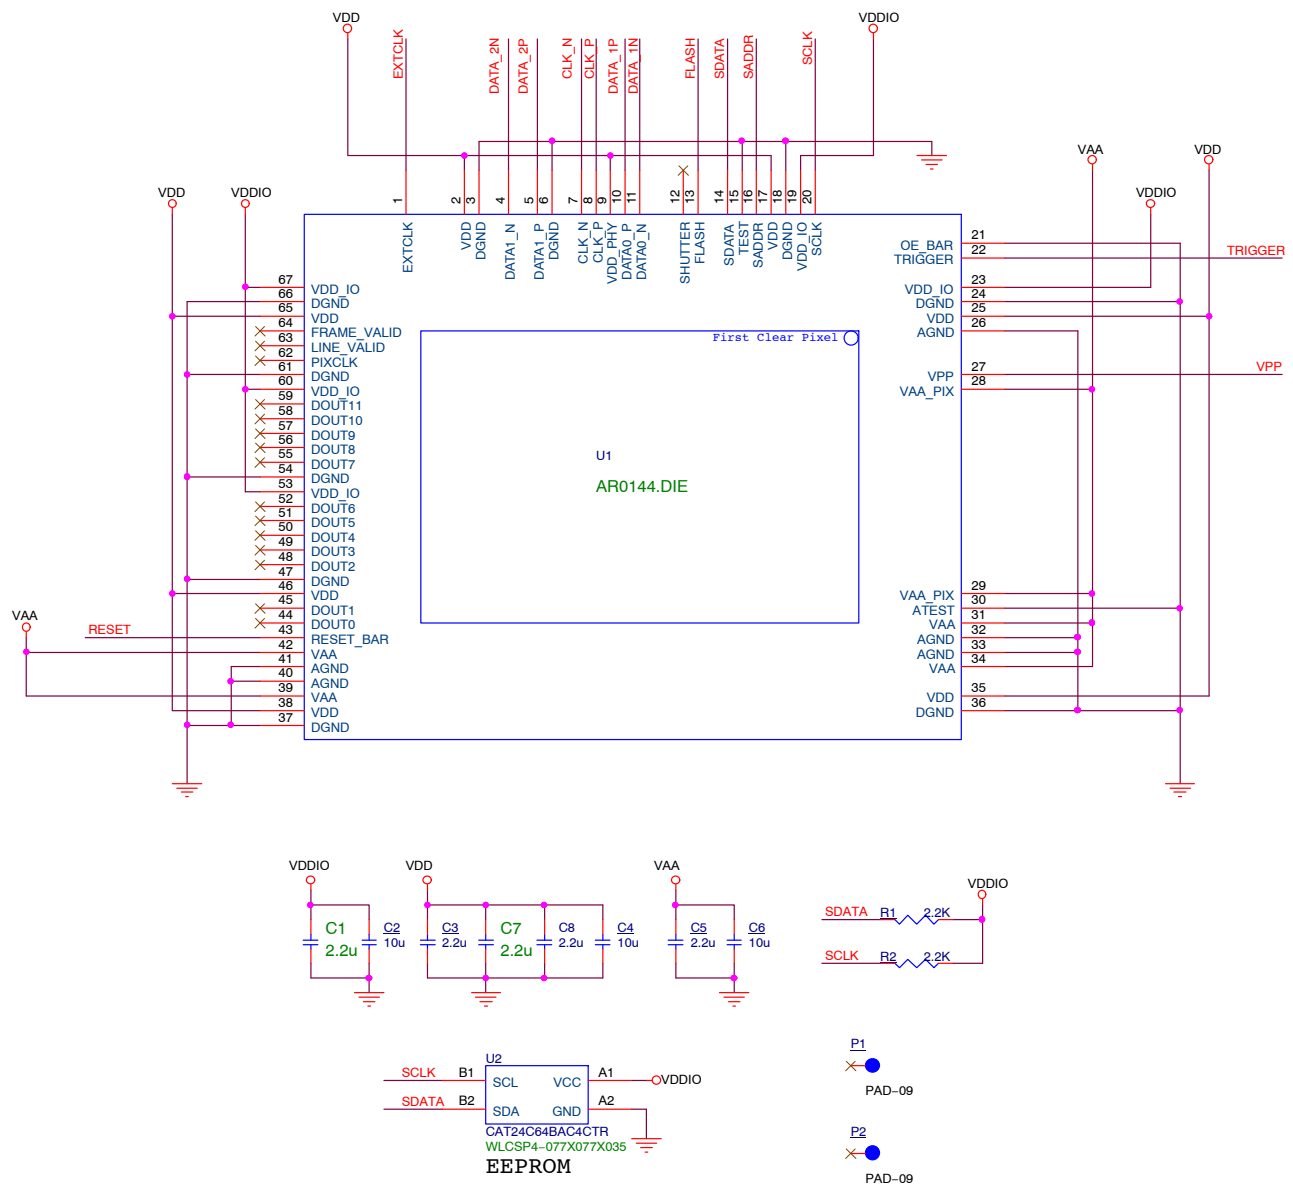 VDD
VDDIO
EXTCLK
DATA_2N
DATA_2P
CLK_N
CLK_P
DATA_1P
DATA_1N
FLASH
SDATA
SADDR
SCLK
VAA
VDD
VDDIO
VDD
VDDIO
1
2
3
4
5
6
7
8
9
10
11
12
13
14
15
16
17
18
19
20
EXTCLK
VDD
DGND
DATA1_N
DATA1_P
DGND
CLK_N
CLK_P
VDD_PHY
DATA0_P
DATA0_N
SHUTTER
FLASH
SDATA
TEST
SADDR
VDD
DGND
VDD_IO
SCLK
OE_BAR 21
TRIGGER 22 TRIGGER
VDD_IO 23
DGND 24
VDD 25
AGND 26
VPP 27 VPP
VAA_PIX 28
VAA_PIX 29
ATEST 30
VAA 31
AGND 32
AGND 33
VAA 34
VDD 35
DGND 36
67 VDD_IO
66 DGND
65 VDD
64 FRAME_VALID
63 LINE_VALID
62 PIXCLK
61 DGND
60 VDD_IO
59 DOUT11
58 DOUT10
57 DOUT9
56 DOUT8
55 DOUT7
54 DGND
53 VDD_IO
52 DOUT6
51 DOUT5
50 DOUT4
49 DOUT3
48 DOUT2
47 DGND
46 VDD
45 DOUT1
44 DOUT0
VAA
RESET 43 RESET_BAR
42 VAA
41 AGND
40 AGND
39 VAA
38 VDD
37 DGND
First Clear Pixel
U1
AR0144.DIE
VDDIO
C1
2.2u
C2
10u
VDD
C3
2.2u
C7
2.2u
C8
2.2u
C4
10u
VAA
C5
2.2u
C6
10u
VDDIO
SDATA R1 2.2K
SCLK R2 2.2K
U2
SCLK B1 SCL VCC A1 VDDIO
SDATA B2 SDA GND A2
CAT24C64BAC4CTR
WLCSP4-077X077X035
EEPROM
P1
PAD-09
P2
PAD-09